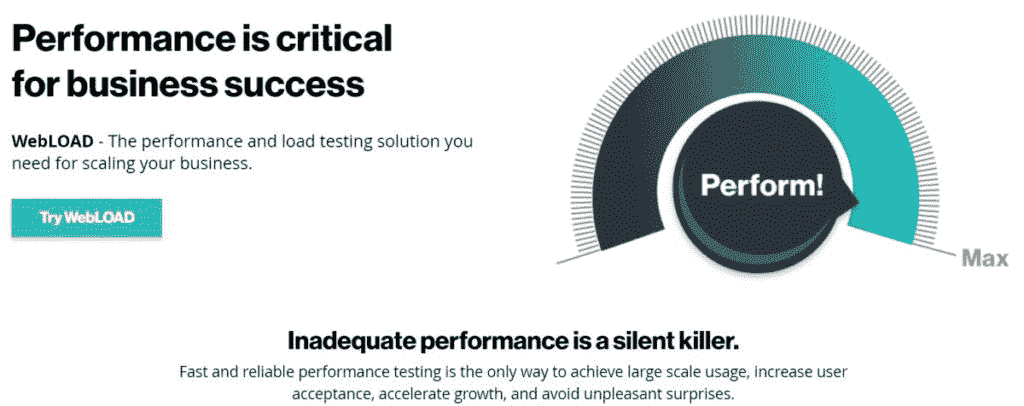 Performance is critical
for business success
WebLOAD - The performance and load testing solution you
need for scaling your business.
Try WebLOAD
Perform!
Max
Inadequate performance is a silent killer.
Fast and reliable performance testing is the only way to achieve large scale usage, increase user
acceptance, accelerate growth, and avoid unpleasant surprises.